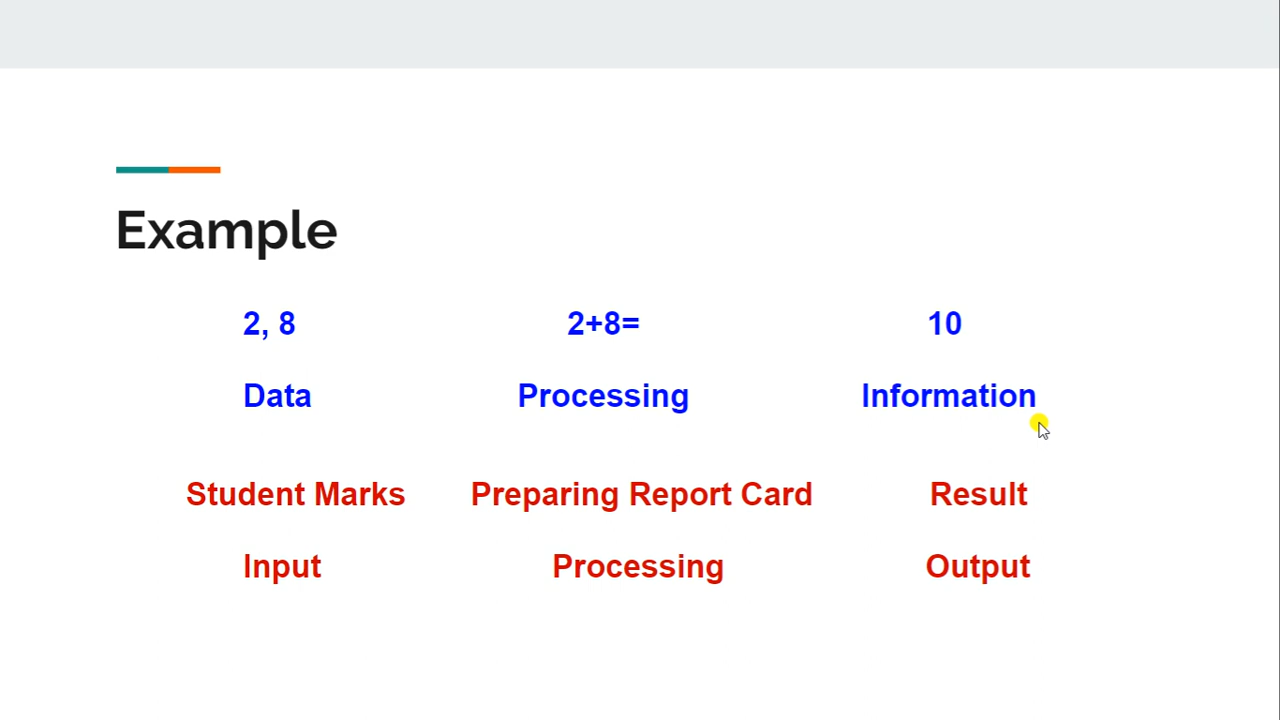 Example
2, 8 2+8= 10
Data Processing Information
Student Marks Preparing Report Card Result
Input Processing Output